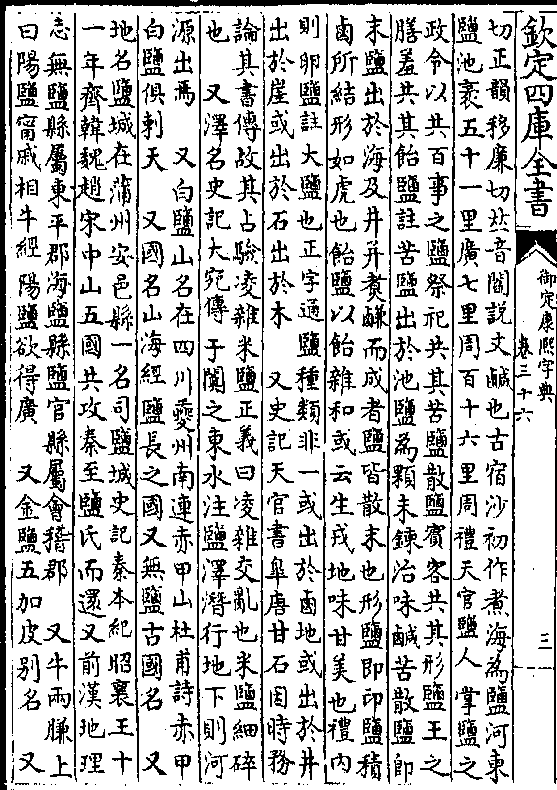 欽定四庫全書
御定康熙字典
卷三十六
三
切正韻移廉切𠀤音閻說文鹹也古宿沙初作煮海為鹽河東
鹽池袤五十一里廣七里周百十六里周禮天官鹽人掌鹽之
政令以共百事之鹽祭祀共其苦鹽散鹽賓客共其形鹽王之
膳羞共其飴鹽註苦鹽出於池鹽為顆未鍊治味鹹苦散鹽即
末鹽出於海及井并煑鹻而成者鹽皆散末也形鹽即印鹽積
鹵所結形如虎也飴鹽以飴雜和或云生戎地味甘美也禮內
則卵鹽註大鹽也正字通鹽種類非一或出於鹵地或出於井
出於崖或出於石出於木 又史記天官書臯唐甘石因時務
論其書傳故其占驗凌雜米鹽正義曰凌雜交亂也米鹽細碎
也 又澤名史記大宛傳于闐之東水注鹽澤潛行地下則河
源出焉 又白鹽山名在四川夔州南連赤甲山杜甫詩赤甲
白鹽俱刺天 又國名山海經鹽長之國又無鹽古國名 又
地名鹽城在蒲州安邑縣一名司鹽城史記秦本紀昭襄王十
一年齊韓魏趙宋中山五國共攻秦至鹽氏而還又前漢地理
志無鹽縣屬東平郡海鹽縣鹽官縣屬會稽郡 又牛兩膁上
曰陽鹽甯戚相牛經陽鹽欲得廣 又金鹽五加皮别名 又